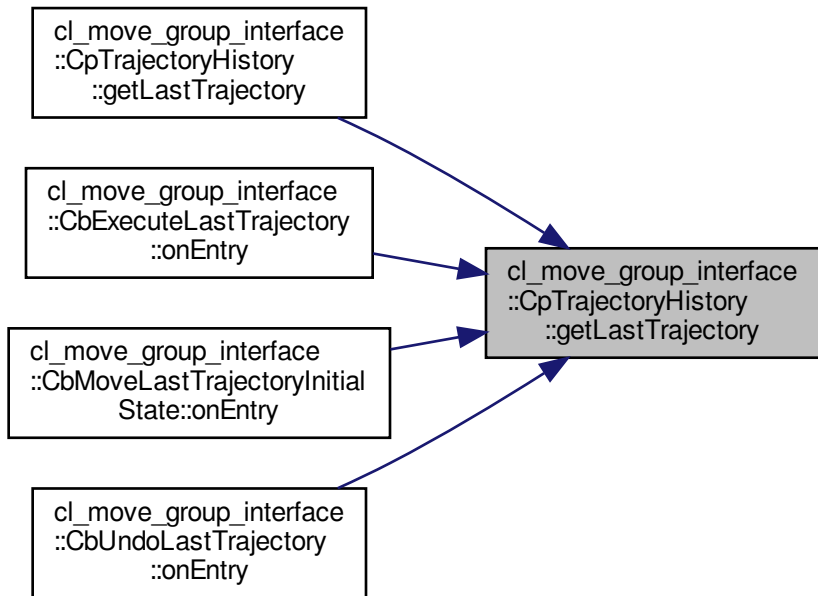 cl_move_group_interface
::CpTrajectoryHistory
::getLastTrajectory
cl_move_group_interface
::CbExecuteLastTrajectory
::onEntry
cl_move_group_interface
::CpTrajectoryHistory
::getLastTrajectory
cl_move_group_interface
::CbMoveLastTrajectoryInitial
State::onEntry
cl_move_group_interface
::CbUndoLastTrajectory
::onEntry